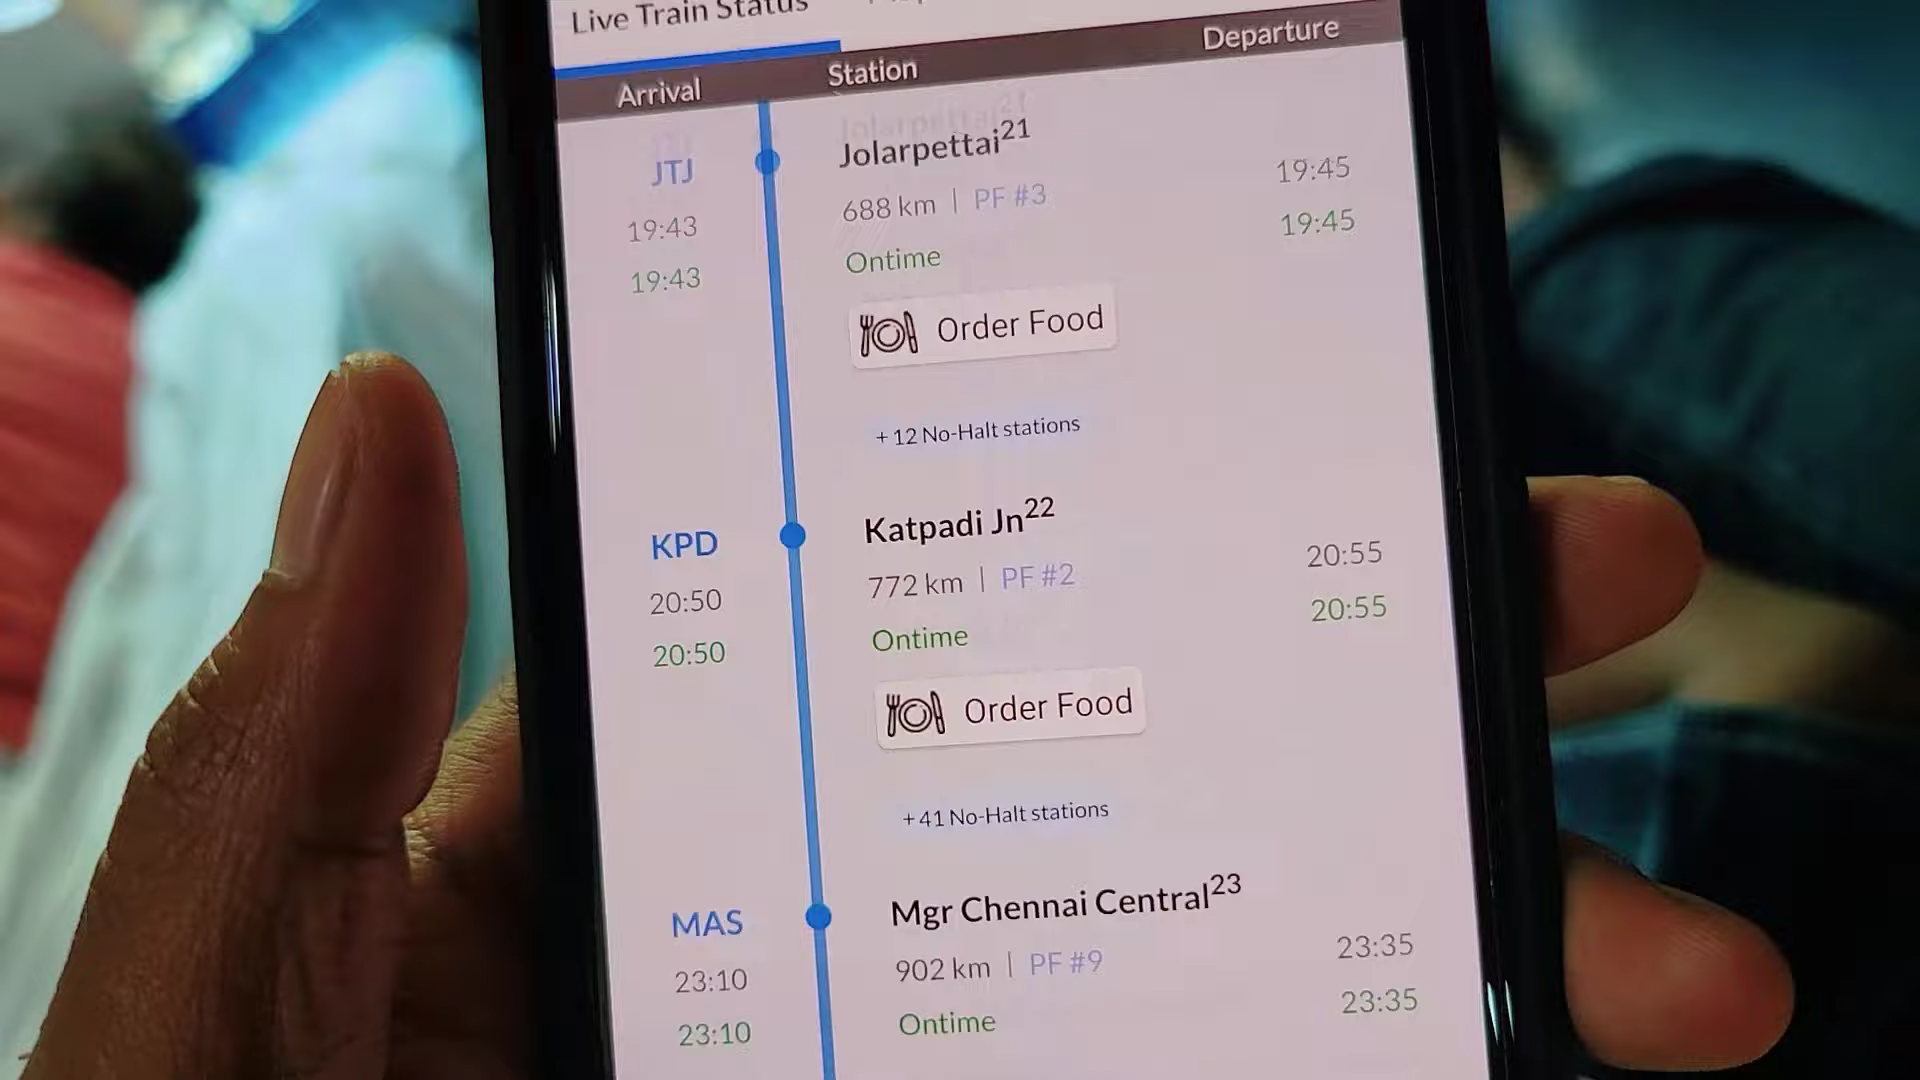 Live Train Status
Arrival Station Departure
JTJ Jolarpettai21
19:43 688 km | PF #3 19:45
19:43 Ontime 19:45
Order Food
+ 12 No-Halt stations
KPD Katpadi Jn22
20:50 772 km | PF #2 20:55
20:50 Ontime 20:55
Order Food
+ 41 No-Halt stations
MAS Mgr Chennai Central23
23:10 902 km | PF #9 23:35
23:10 Ontime 23:35